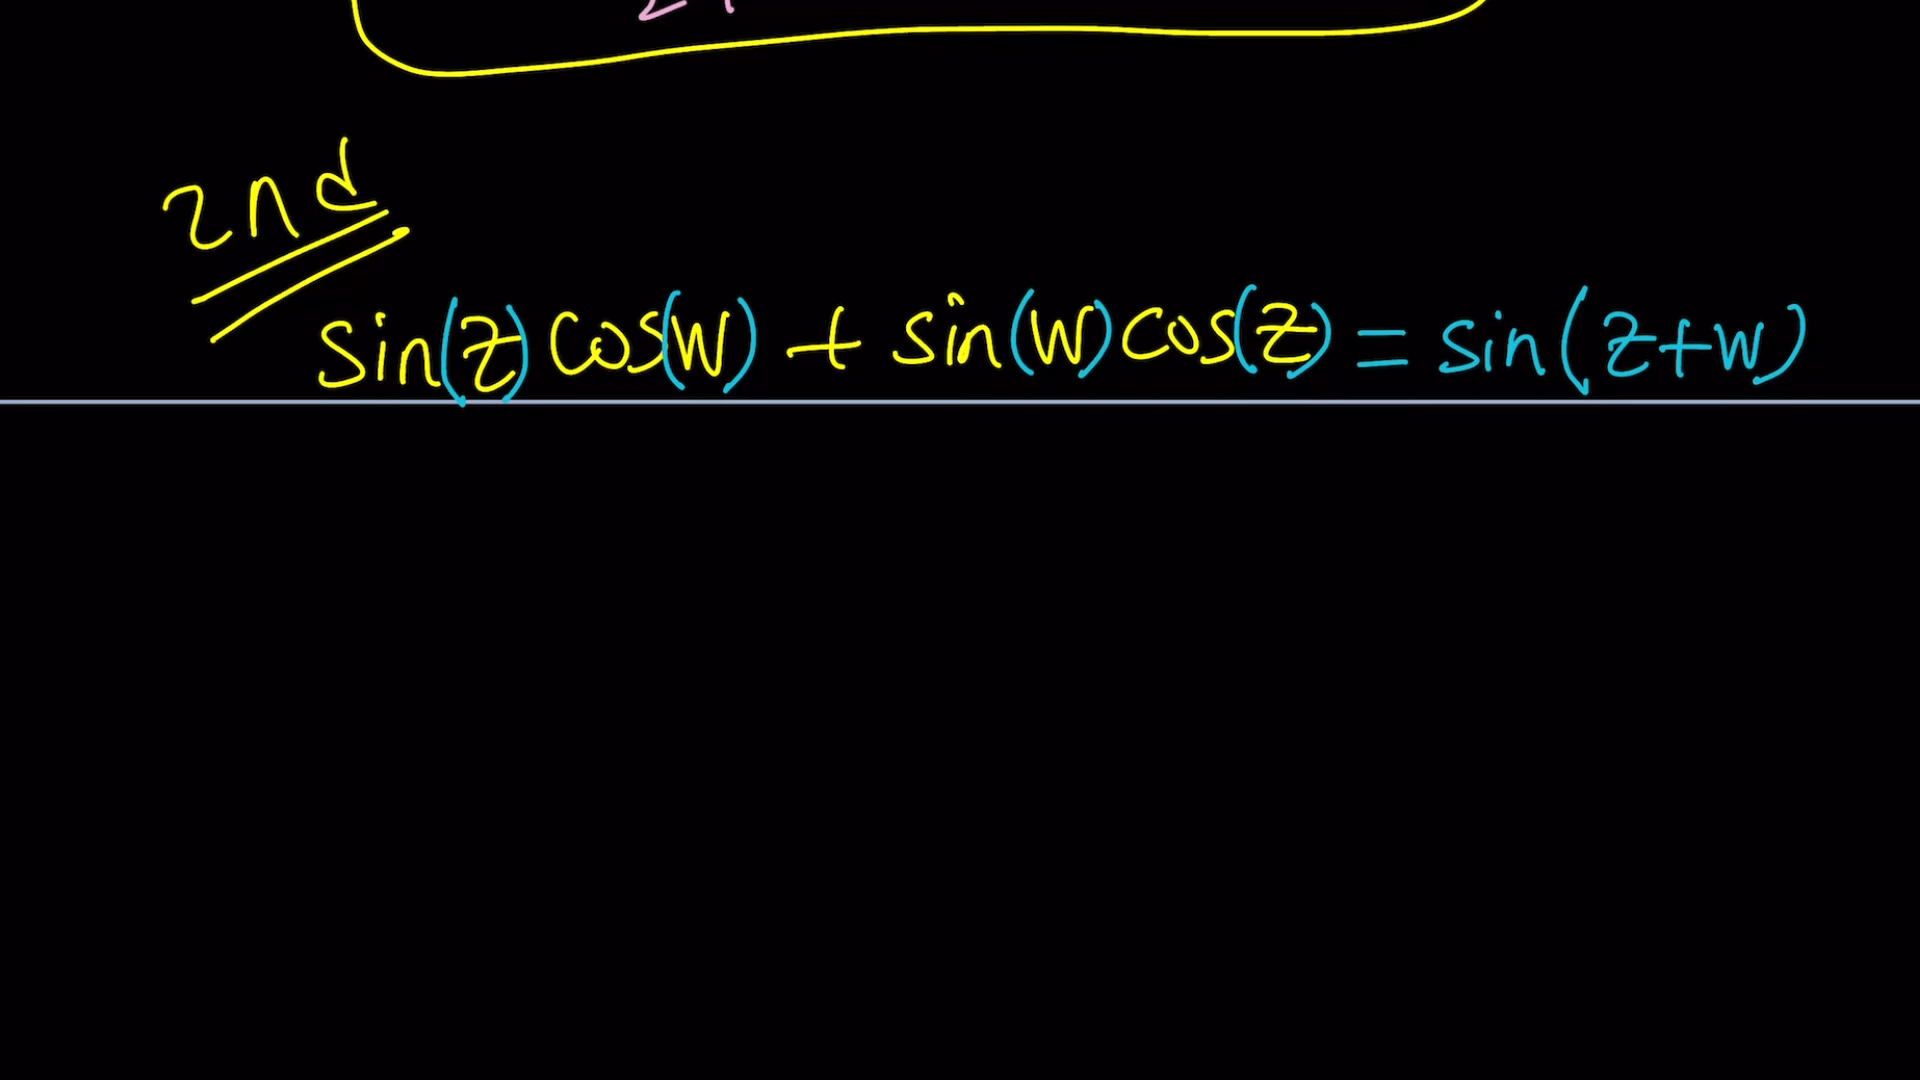 2nd
sin(z) cos(w) + sin(w) cos(z) = sin(z+w)